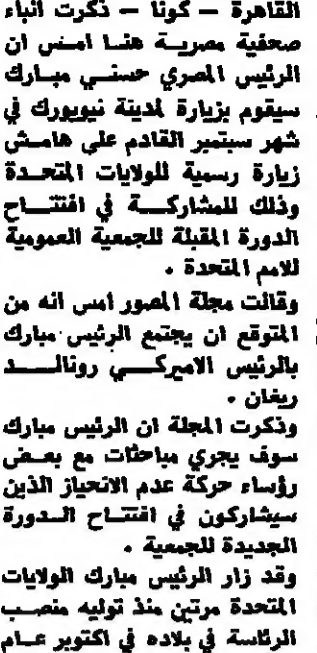 القاهرة – كونا – ذكرت انباء
صحفية مصرية هنا امس ان
الرئيس المصري حسني مبارك
سيقوم بزيارة لمدينة نيويورك في
شهر سبتمبر القادم على هامش
زيارة رسمية للولايات المتحدة
وذلك للمشاركة في افتتاح
الدورة المقبلة للجمعية العمومية
للامم المتحدة .
وقالت مجلة المصور امس انه من
المتوقع ان يجتمع الرئيس مبارك
بالرئيس الاميركي رونالد
ريغان .
وذكرت المجلة ان الرئيس مبارك
سوف يجري مباحثات مع بعض
رؤساء حركة عدم الانحياز الذين
سيشاركون في افتتاح الدورة
الجديدة للجمعية .
وقد زار الرئيس مبارك الولايات
المتحدة مرتين منذ توليه منصب
الرئاسة في بلاده في اكتوبر عام